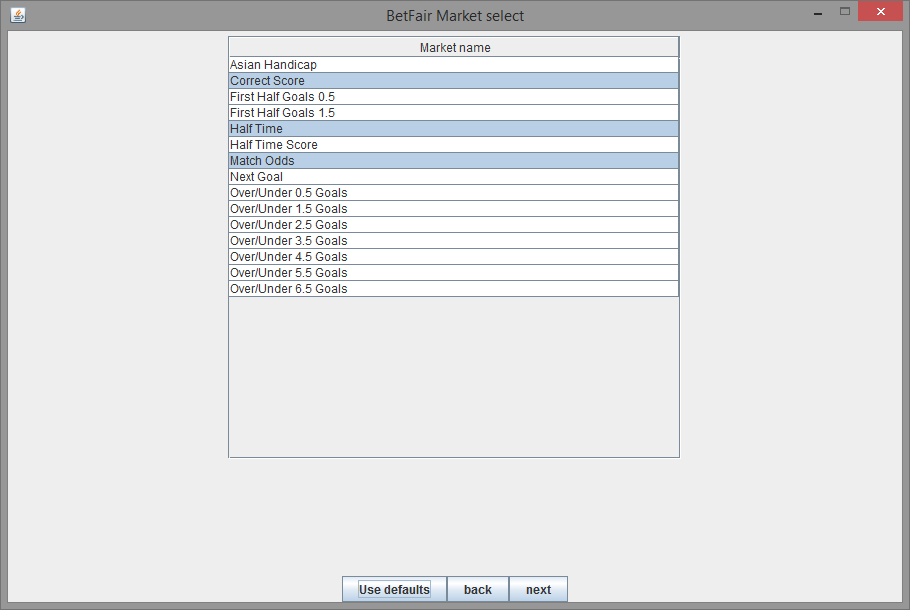 BetFair Market select
Market name
Asian Handicap
Correct Score
First Half Goals 0.5
First Half Goals 1.5
Half Time
Half Time Score
Match Odds
Next Goal
Over/Under 0.5 Goals
Over/Under 1.5 Goals
Over/Under 2.5 Goals
Over/Under 3.5 Goals
Over/Under 4.5 Goals
Over/Under 5.5 Goals
Over/Under 6.5 Goals
Use defaults back next